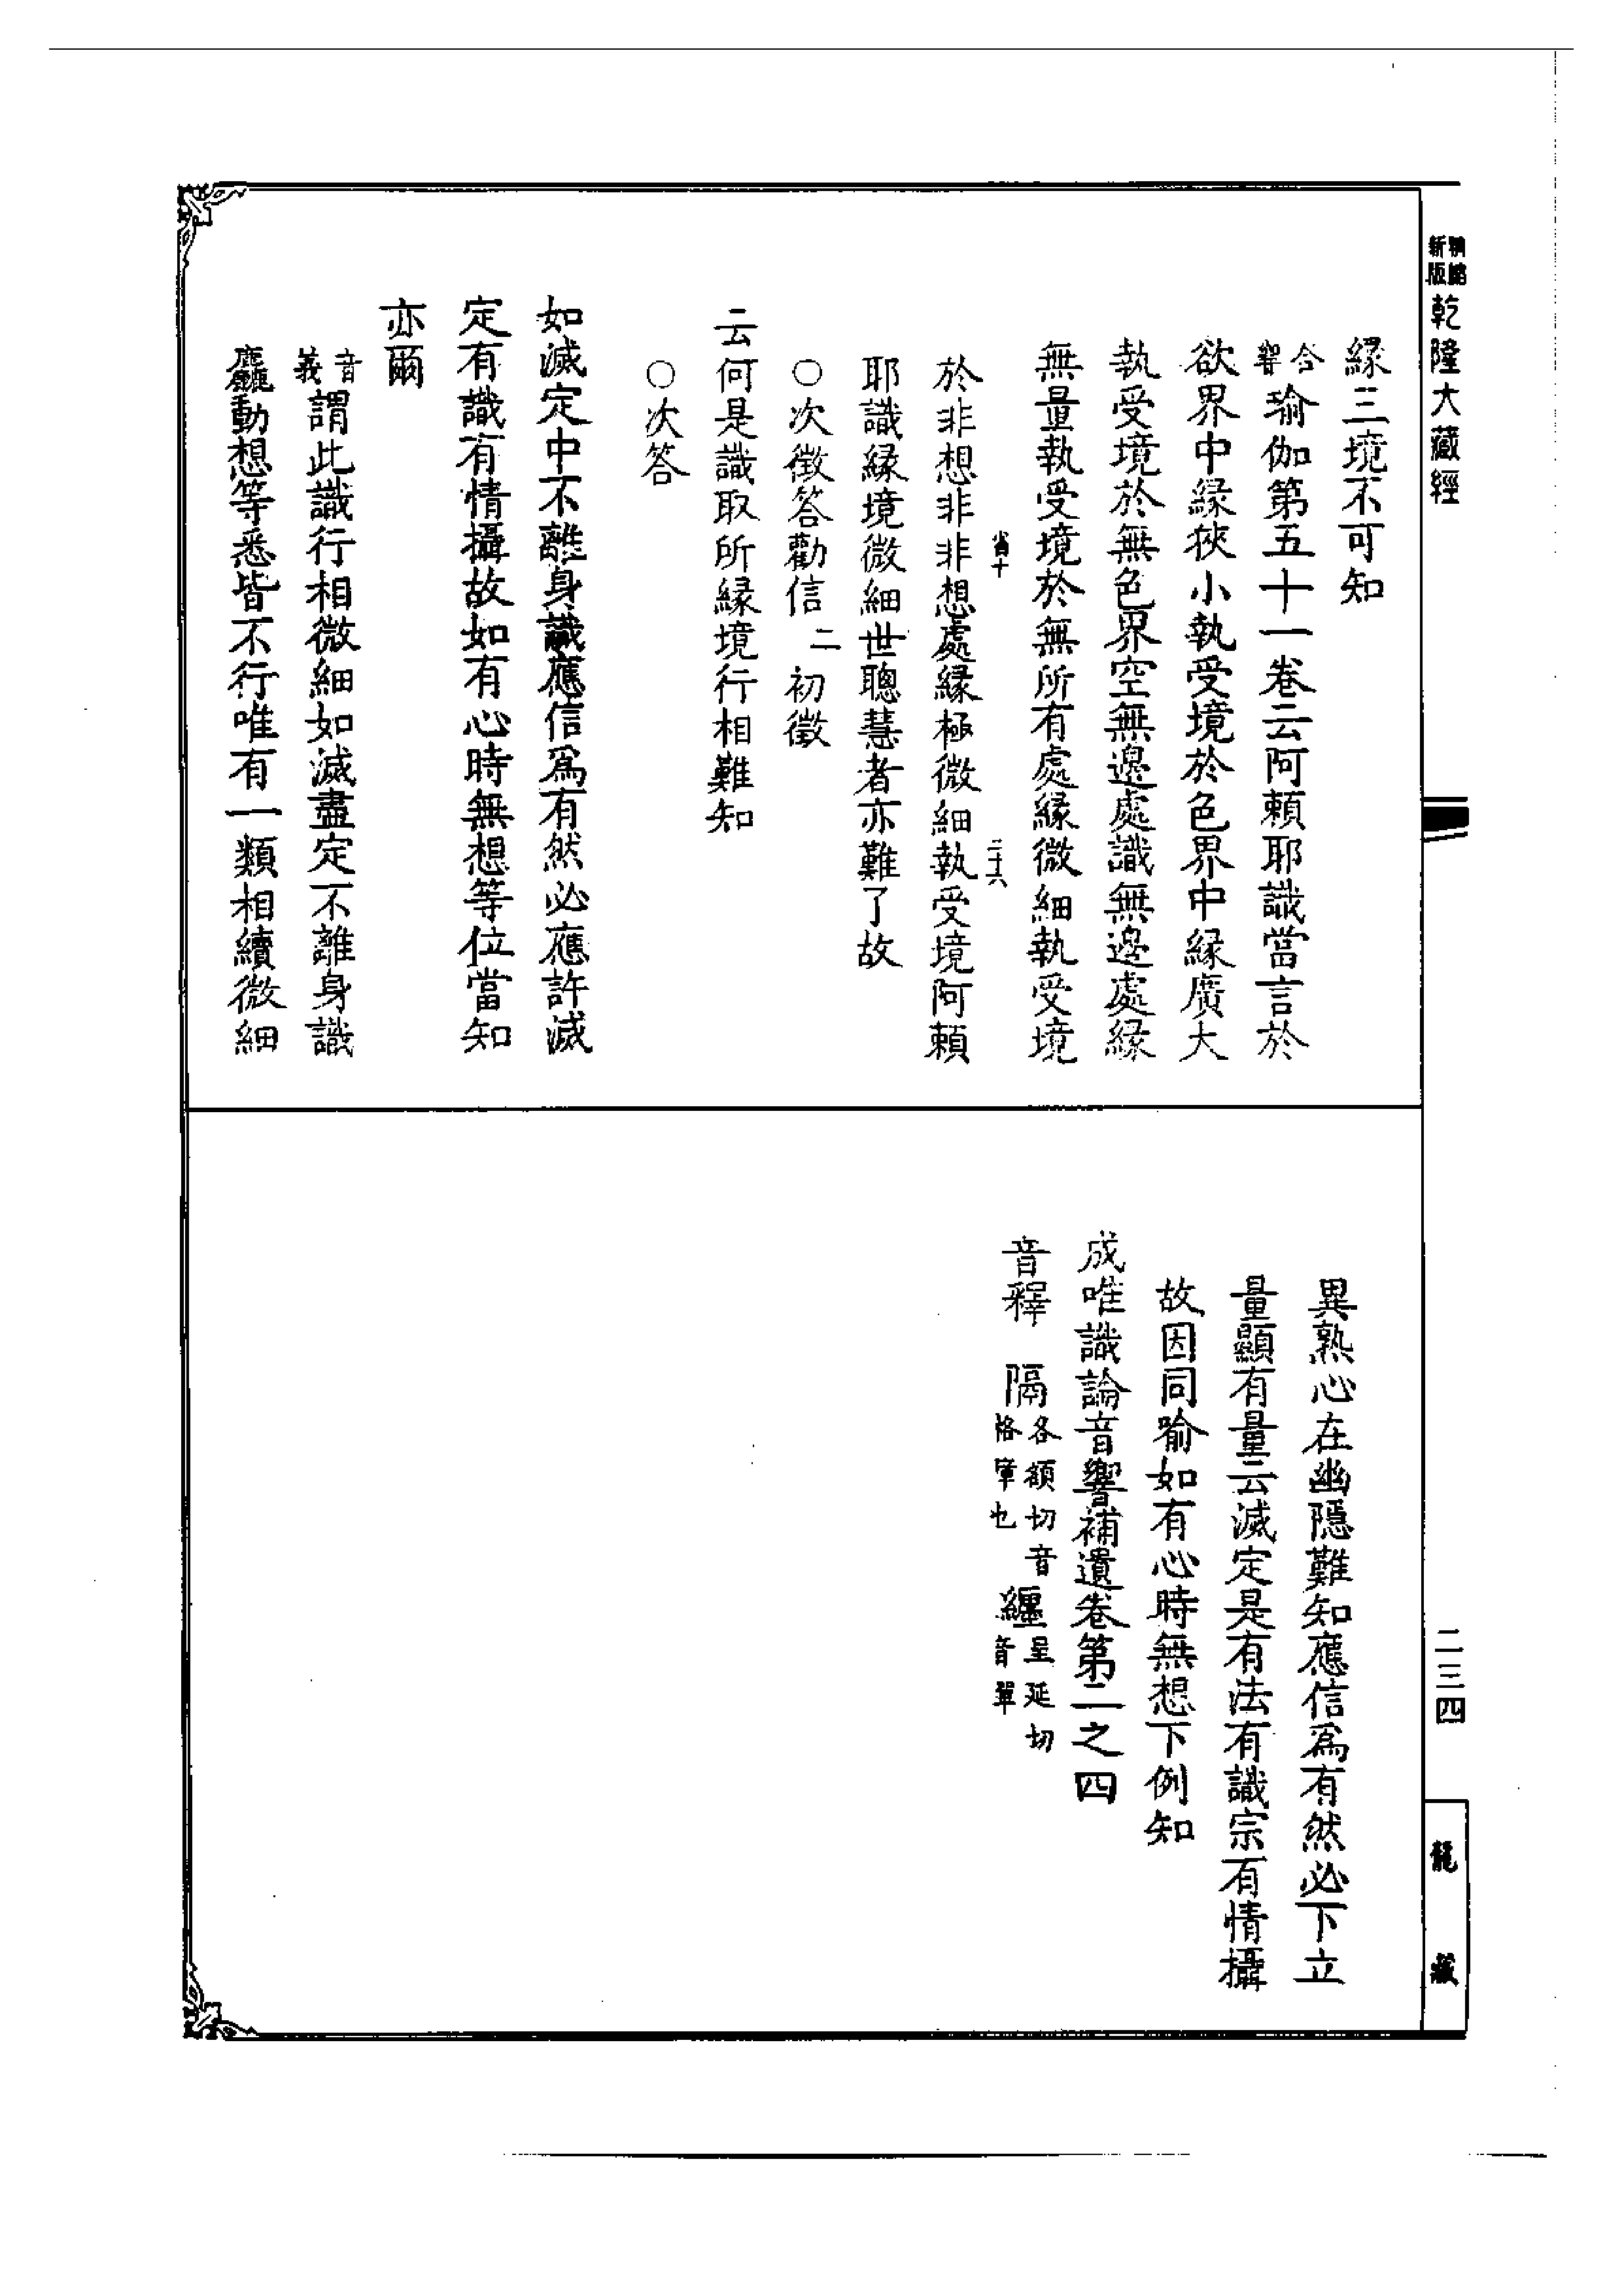 新版精縮乾隆大藏經
緣三境不可知
合響瑜伽第五十一卷云阿賴耶識當言於
欲界中緣狹小執受境於色界中緣廣大
執受境於無色界空無邊處識無邊處緣
無量執受境於無所有處緣微細執受境
省十 二十六
於非想非非想處緣極微細執受境阿賴
耶識緣境微細世聰慧者亦難了故
○次徵答勸信二初徵
云何是識取所緣境行相難知
○次答
如滅定中不離身識應信爲有然必應許滅
定有識有情攝故如有心時無想等位當知
亦爾
音義謂此識行相微細如滅盡定不離身識
麤動想等悉皆不行唯有一類相續微細
異熟心在幽隱難知應信爲有然必下立
量顯有量云滅定是有法有識宗有情攝
故因同喻如有心時無想下例知
成唯識論音響補遺卷第二之四
音釋 隔各額切音格障也 纏呈延切音單
二三四
龍藏